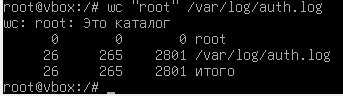 root@vbox:/# wc "root" /var/log/auth.log
wc: root: Это каталог
0 0 0 root
26 265 2801 /var/log/auth.log
26 265 2801 итого
root@vbox:/# _